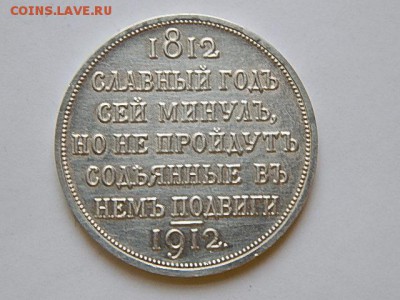 COINS.LAVE.RU
1812
СЛАВНЫЙ ГОДЪ
СЕЙ МИНУЛЪ,
НО НЕ ПРОЙДУТЪ
СОДѢЯННЫЕ ВЪ
НЕМЪ ПОДВИГИ
1912.